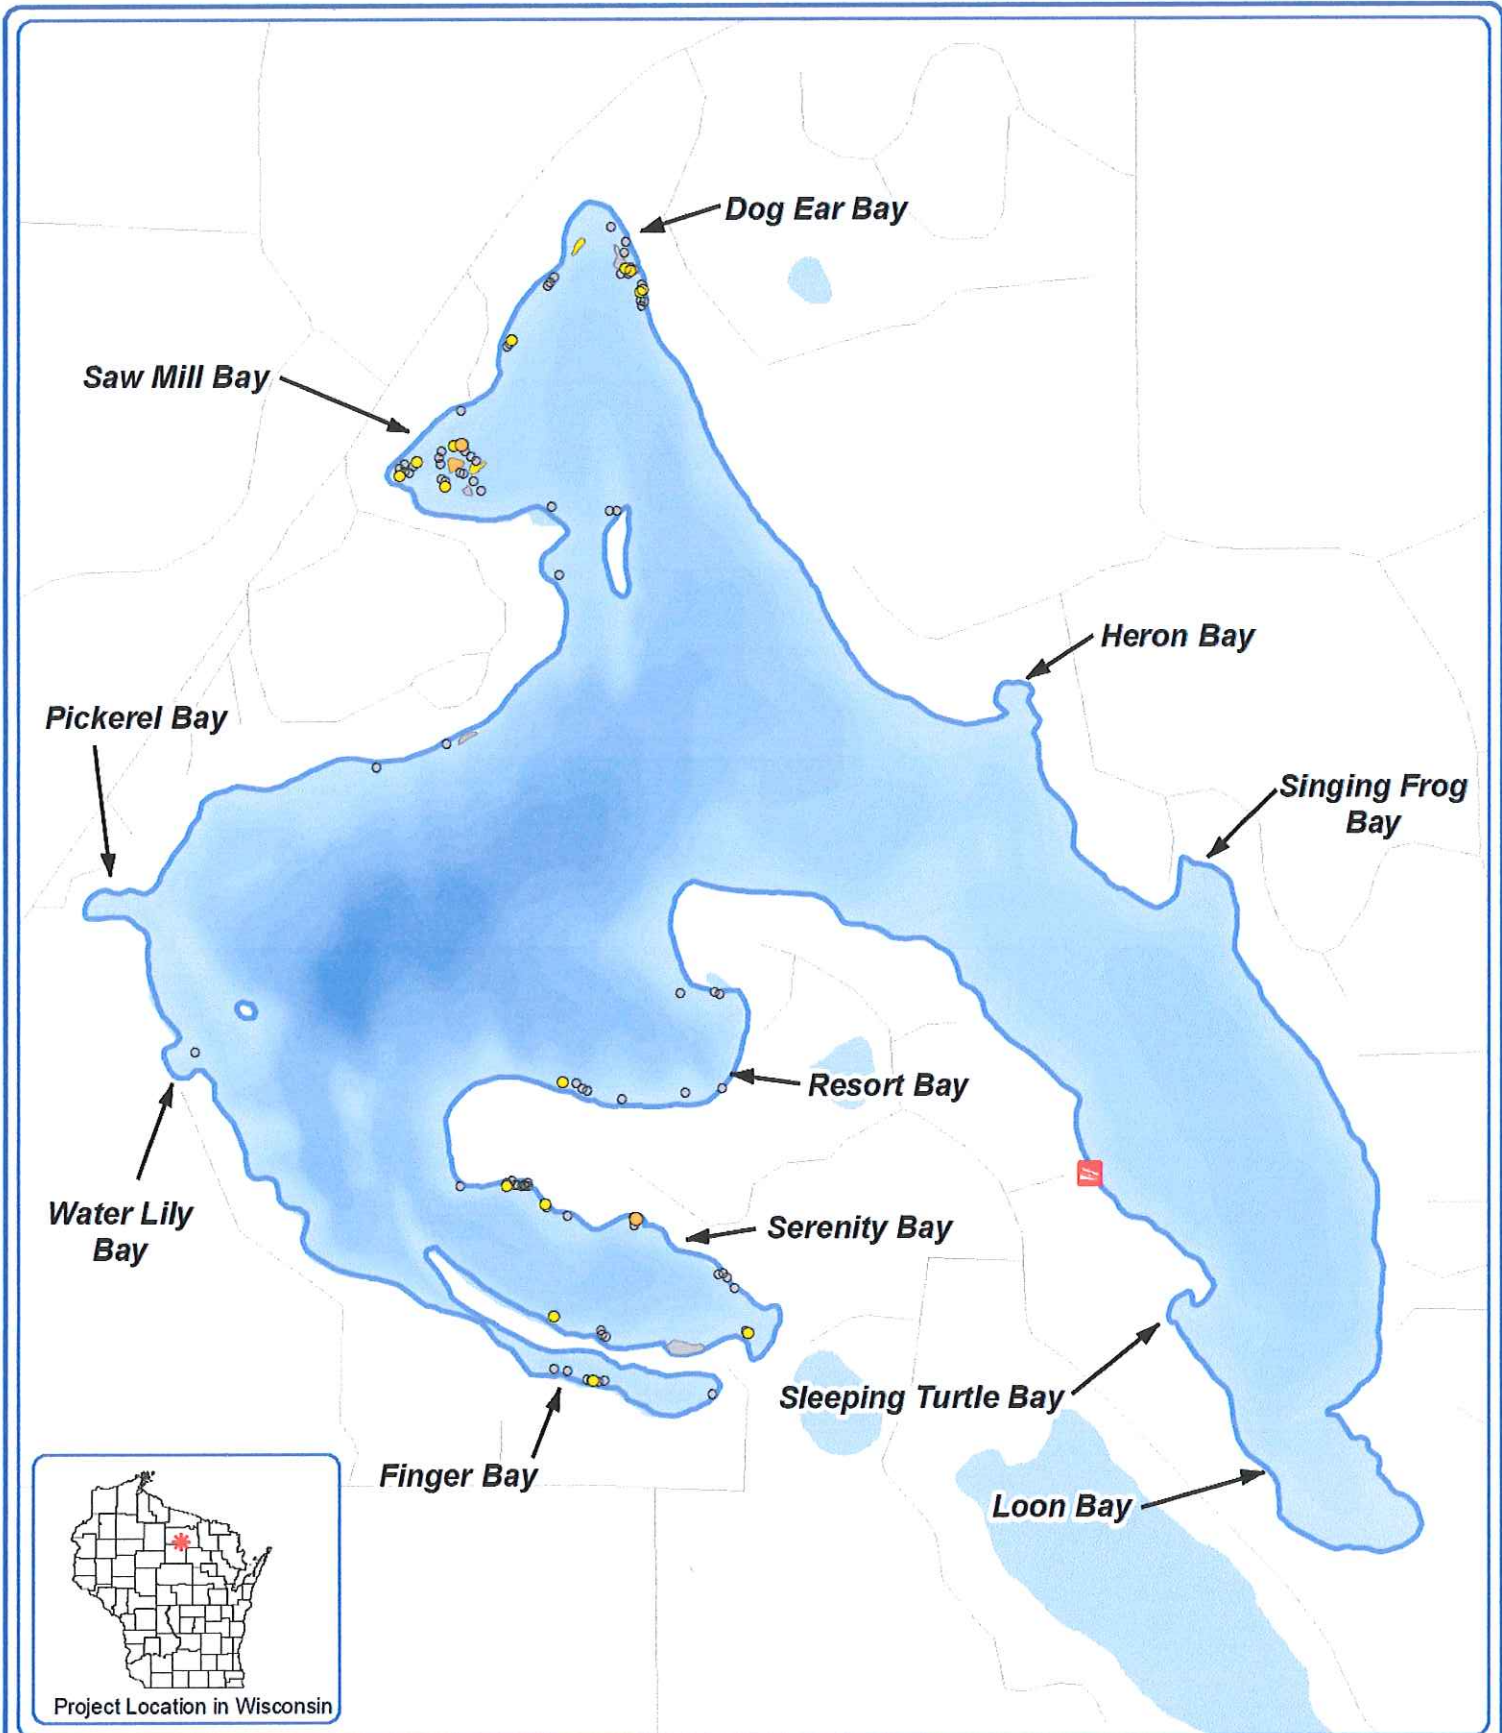 Dog Ear Bay
Saw Mill Bay
Heron Bay
Pickerel Bay
Singing Frog
Bay
Resort Bay
Water Lily
Bay
Serenity Bay
Sleeping Turtle Bay
Finger Bay
Loon Bay
Project Location in Wisconsin